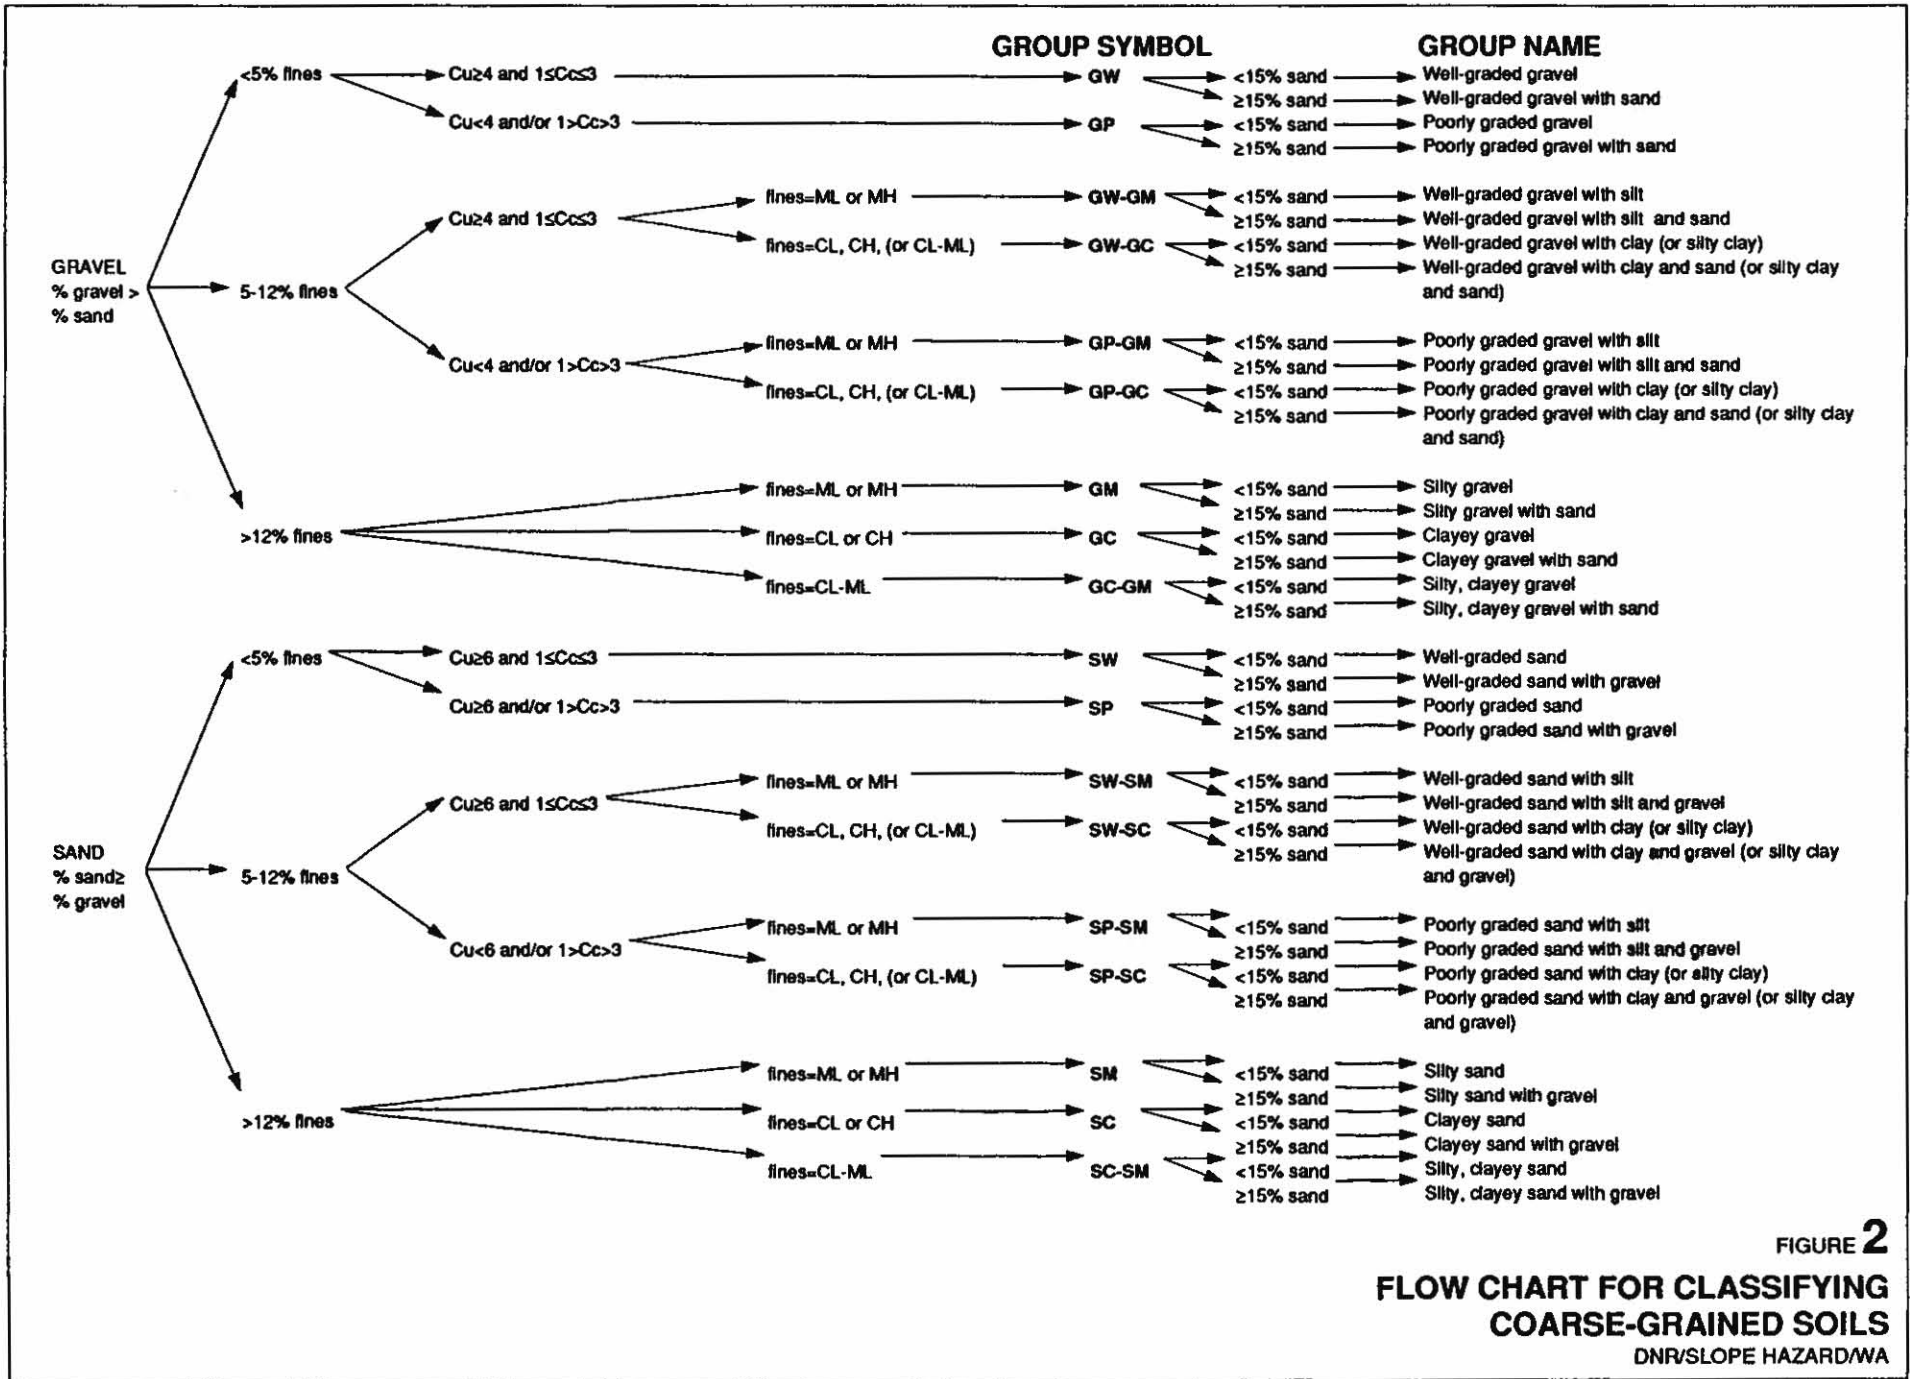 GROUP SYMBOL GROUP NAME
<5% fines Cu≥4 and 1≤Cc≤3 GW <15% sand Well-graded gravel
≥15% sand Well-graded gravel with sand
Cu<4 and/or 1>Cc>3 GP <15% sand Poorly graded gravel
≥15% sand Poorly graded gravel with sand
Cu≥4 and 1≤Cc≤3 fines=ML or MH GW-GM <15% sand Well-graded gravel with silt
≥15% sand Well-graded gravel with silt and sand
fines=CL, CH, (or CL-ML) GW-GC <15% sand Well-graded gravel with clay (or silty clay)
≥15% sand Well-graded gravel with clay and sand (or silty clay
and sand)
GRAVEL
% gravel > 5-12% fines
% sand
Cu<4 and/or 1>Cc>3 fines=ML or MH GP-GM <15% sand Poorly graded gravel with silt
≥15% sand Poorly graded gravel with silt and sand
fines=CL, CH, (or CL-ML) GP-GC <15% sand Poorly graded gravel with clay (or silty clay)
≥15% sand Poorly graded gravel with clay and sand (or silty clay
and sand)
fines=ML or MH GM <15% sand Silty gravel
≥15% sand Silty gravel with sand
>12% fines fines=CL or CH GC <15% sand Clayey gravel
≥15% sand Clayey gravel with sand
fines=CL-ML GC-GM <15% sand Silty, clayey gravel
≥15% sand Silty, clayey gravel with sand
<5% fines Cu≥6 and 1≤Cc≤3 SW <15% sand Well-graded sand
≥15% sand Well-graded sand with gravel
Cu≥6 and/or 1>Cc>3 SP <15% sand Poorly graded sand
≥15% sand Poorly graded sand with gravel
Cu≥6 and 1≤Cc≤3 fines=ML or MH SW-SM <15% sand Well-graded sand with silt
≥15% sand Well-graded sand with silt and gravel
fines=CL, CH, (or CL-ML) SW-SC <15% sand Well-graded sand with clay (or silty clay)
≥15% sand Well-graded sand with clay and gravel (or silty clay
and gravel)
SAND
% sand≥ 5-12% fines
% gravel
Cu<6 and/or 1>Cc>3 fines=ML or MH SP-SM <15% sand Poorly graded sand with silt
≥15% sand Poorly graded sand with silt and gravel
fines=CL, CH, (or CL-ML) SP-SC <15% sand Poorly graded sand with clay (or silty clay)
≥15% sand Poorly graded sand with clay and gravel (or silty clay
and gravel)
fines=ML or MH SM <15% sand Silty sand
≥15% sand Silty sand with gravel
>12% fines fines=CL or CH SC <15% sand Clayey sand
≥15% sand Clayey sand with gravel
fines=CL-ML SC-SM <15% sand Silty, clayey sand
≥15% sand Silty, clayey sand with gravel
FIGURE 2
FLOW CHART FOR CLASSIFYING
COARSE-GRAINED SOILS
DNR/SLOPE HAZARD/WA